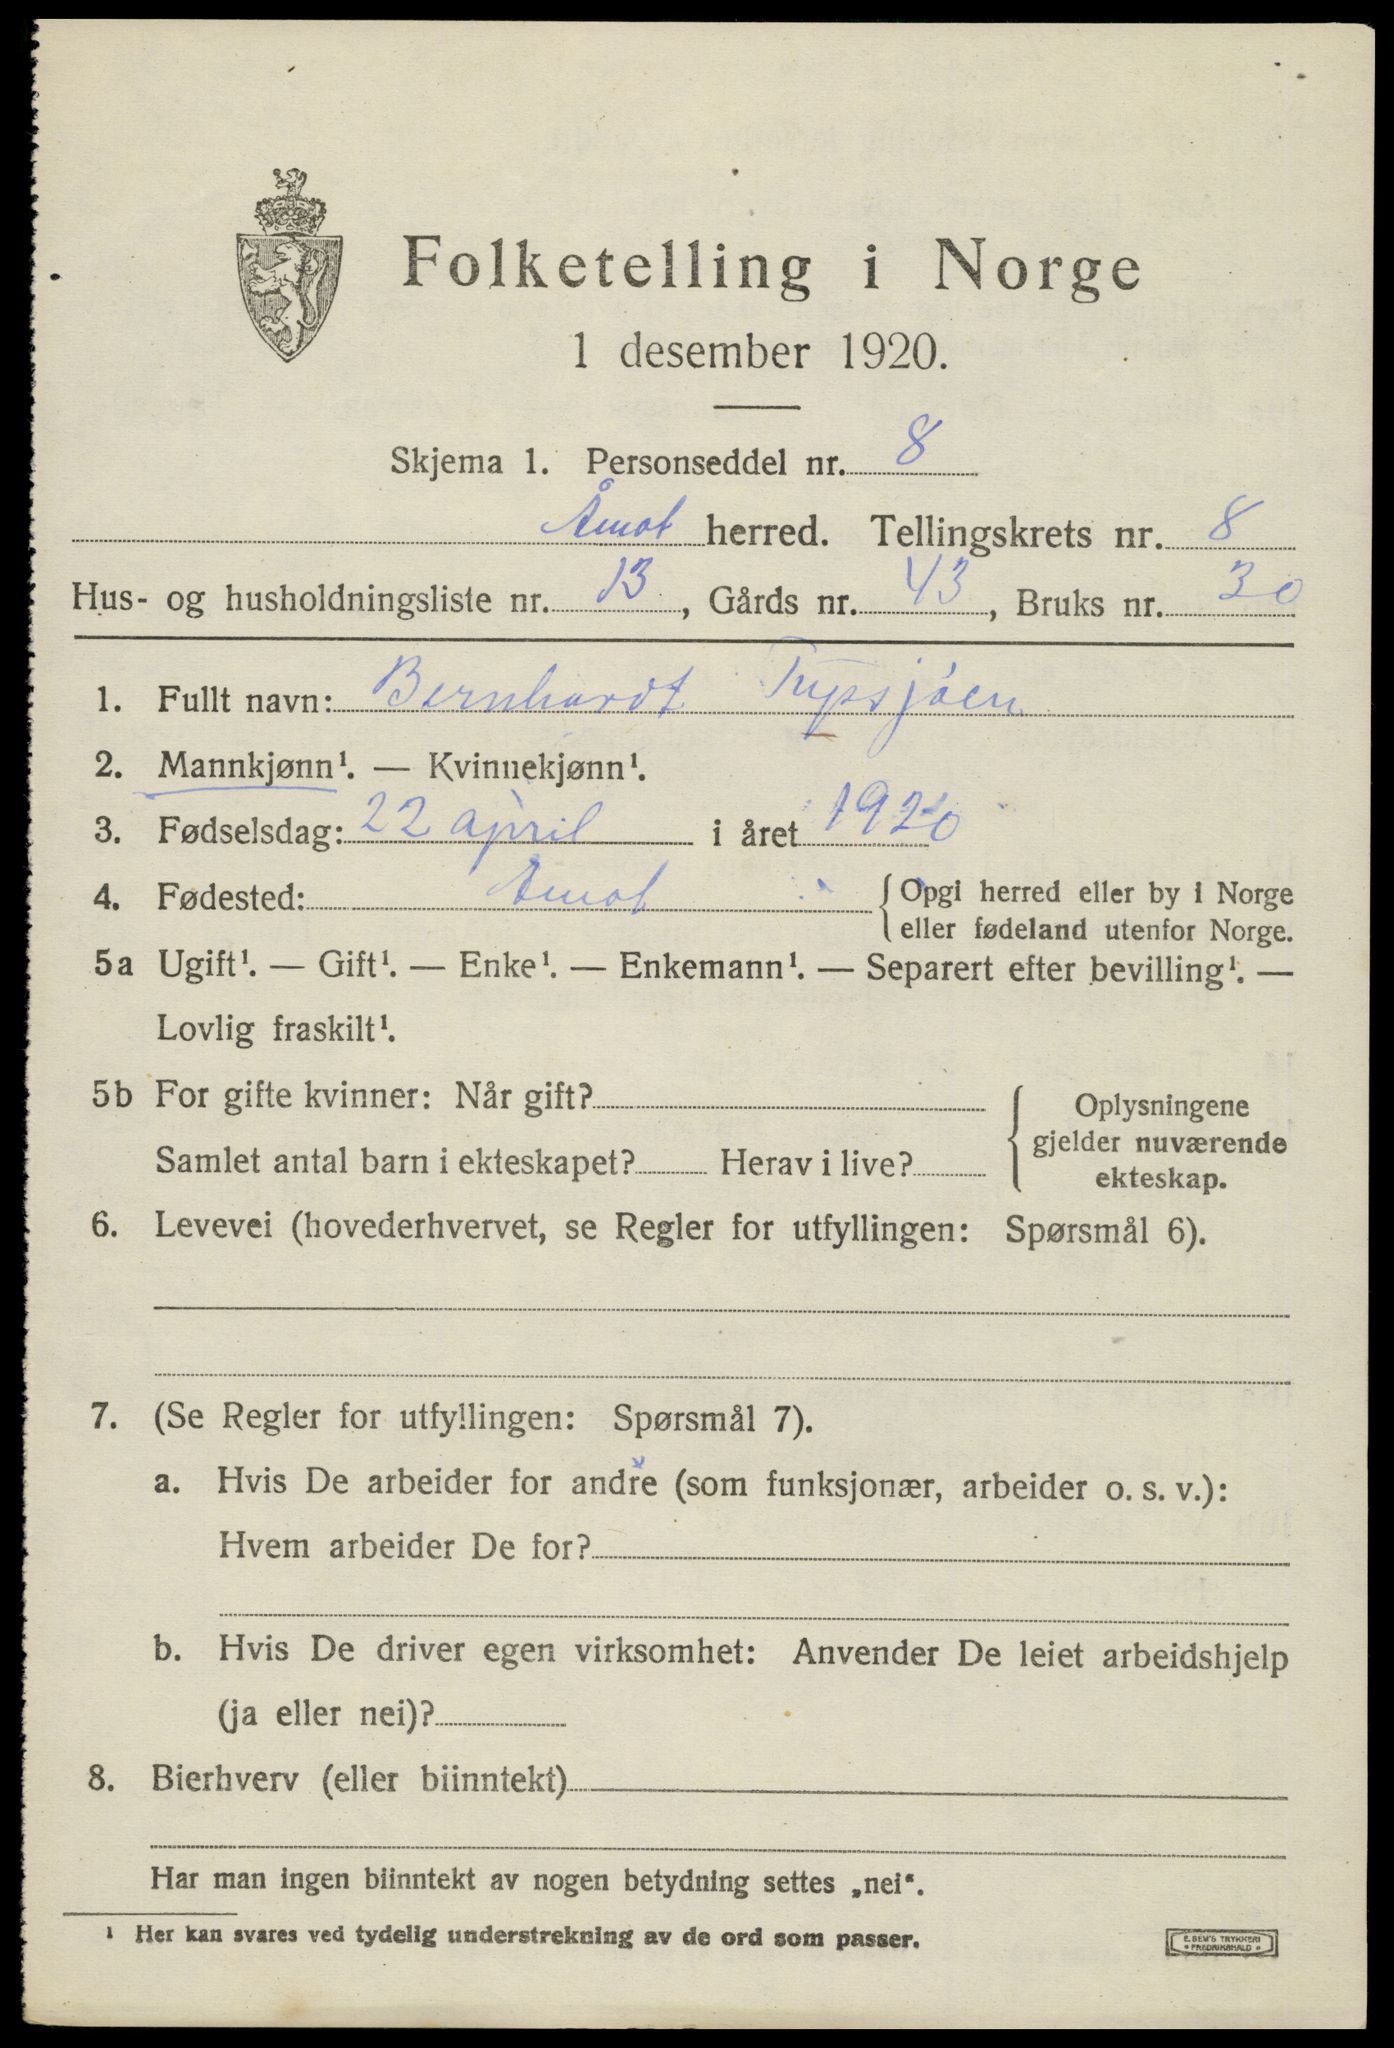 Folketelling i Norge
1 desember 1920.
Skjema 1. Personseddel nr. 8
Åmot herred. Tellingskrets nr. 8
Hus- og husholdningsliste nr. 13, Gårds nr. 43, Bruks nr. 30
1. Fullt navn: Bernhardt Typsjöen
2. Mannkjønn¹. — Kvinnekjønn¹.
3. Fødselsdag: 22 april i året 1920
4. Fødested: Åmot { Opgi herred eller by i Norge
eller fødeland utenfor Norge.
5a Ugift¹. — Gift¹. — Enke¹. — Enkemann¹. — Separert efter bevilling¹. —
Lovlig fraskilt¹.
5b For gifte kvinner: Når gift? { Oplysningene
gjelder nuværende
Samlet antal barn i ekteskapet? Herav i live? ekteskap.
6. Levevei (hovederhvervet, se Regler for utfyllingen: Spørsmål 6).
7. (Se Regler for utfyllingen: Spørsmål 7).
a. Hvis De arbeider for andre (som funksjonær, arbeider o. s. v.):
Hvem arbeider De for?
b. Hvis De driver egen virksomhet: Anvender De leiet arbeidshjelp
(ja eller nei)?
8. Bierhverv (eller biinntekt)
Har man ingen biinntekt av nogen betydning settes „nei“.
¹ Her kan svares ved tydelig understrekning av de ord som passer.
E. SEM'S TRYKKERI
FREDRIKSHALD